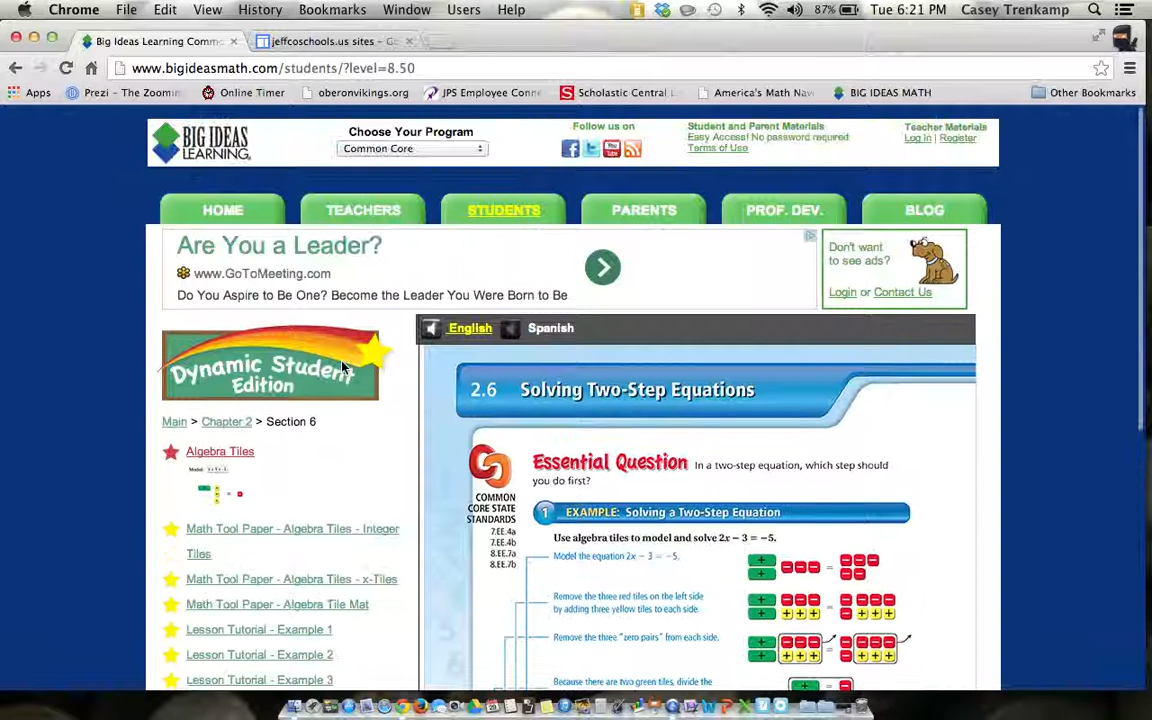 Chrome File Edit View History Bookmarks Window Users Help 87% Tue 6:21 PM Casey Trenkamp
Big Ideas Learning Comm jeffcoschools.us sites - G
www.bigideasmath.com/students/?level=8.50
Apps Prezi – The Zoomin Online Timer oberonvikings.org JPS Employee Conn Scholastic Central America's Math Nav BIG IDEAS MATH Other Bookmarks
BIG IDEAS
LEARNING
Choose Your Program
Common Core
Follow us on
Student and Parent Materials
Easy Access! No password required
Terms of Use
Teacher Materials
Log In | Register
HOME TEACHERS STUDENTS PARENTS PROF. DEV. BLOG
Are You a Leader?
www.GoToMeeting.com
Do You Aspire to Be One? Become the Leader You Were Born to Be
Don't want
to see ads?
Login or Contact Us
Dynamic Student
Edition
Main > Chapter 2 > Section 6
Algebra Tiles
Math Tool Paper - Algebra Tiles - Integer
Tiles
Math Tool Paper - Algebra Tiles - x-Tiles
Math Tool Paper - Algebra Tile Mat
Lesson Tutorial - Example 1
Lesson Tutorial - Example 2
Lesson Tutorial - Example 3
English Spanish
2.6 Solving Two-Step Equations
Essential Question In a two-step equation, which step should
you do first?
COMMON
CORE STATE
STANDARDS
7.EE.4a
7.EE.4b
8.EE.7a
8.EE.7b
1 EXAMPLE: Solving a Two-Step Equation
Use algebra tiles to model and solve 2x − 3 = −5.
Model the equation 2x − 3 = −5.
Remove the three red tiles on the left side
by adding three yellow tiles to each side.
Remove the three "zero pairs" from each side.
Because there are two green tiles, divide the